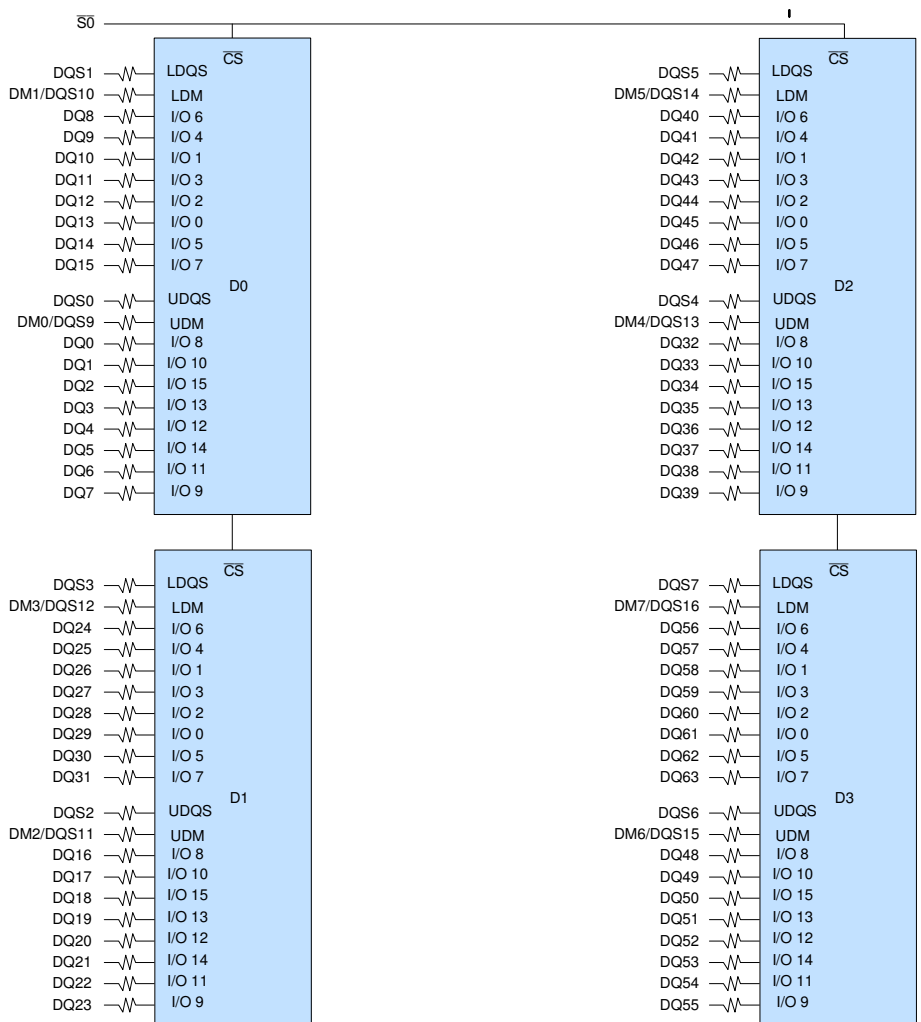 S0
CS
DQS1 LDQS
DM1/DQS10 LDM
DQ8 I/O 6
DQ9 I/O 4
DQ10 I/O 1
DQ11 I/O 3
DQ12 I/O 2
DQ13 I/O 0
DQ14 I/O 5
DQ15 I/O 7
D0
DQS0 UDQS
DM0/DQS9 UDM
DQ0 I/O 8
DQ1 I/O 10
DQ2 I/O 15
DQ3 I/O 13
DQ4 I/O 12
DQ5 I/O 14
DQ6 I/O 11
DQ7 I/O 9
CS
DQS5 LDQS
DM5/DQS14 LDM
DQ40 I/O 6
DQ41 I/O 4
DQ42 I/O 1
DQ43 I/O 3
DQ44 I/O 2
DQ45 I/O 0
DQ46 I/O 5
DQ47 I/O 7
D2
DQS4 UDQS
DM4/DQS13 UDM
DQ32 I/O 8
DQ33 I/O 10
DQ34 I/O 15
DQ35 I/O 13
DQ36 I/O 12
DQ37 I/O 14
DQ38 I/O 11
DQ39 I/O 9
CS
DQS3 LDQS
DM3/DQS12 LDM
DQ24 I/O 6
DQ25 I/O 4
DQ26 I/O 1
DQ27 I/O 3
DQ28 I/O 2
DQ29 I/O 0
DQ30 I/O 5
DQ31 I/O 7
D1
DQS2 UDQS
DM2/DQS11 UDM
DQ16 I/O 8
DQ17 I/O 10
DQ18 I/O 15
DQ19 I/O 13
DQ20 I/O 12
DQ21 I/O 14
DQ22 I/O 11
DQ23 I/O 9
CS
DQS7 LDQS
DM7/DQS16 LDM
DQ56 I/O 6
DQ57 I/O 4
DQ58 I/O 1
DQ59 I/O 3
DQ60 I/O 2
DQ61 I/O 0
DQ62 I/O 5
DQ63 I/O 7
D3
DQS6 UDQS
DM6/DQS15 UDM
DQ48 I/O 8
DQ49 I/O 10
DQ50 I/O 15
DQ51 I/O 13
DQ52 I/O 12
DQ53 I/O 14
DQ54 I/O 11
DQ55 I/O 9